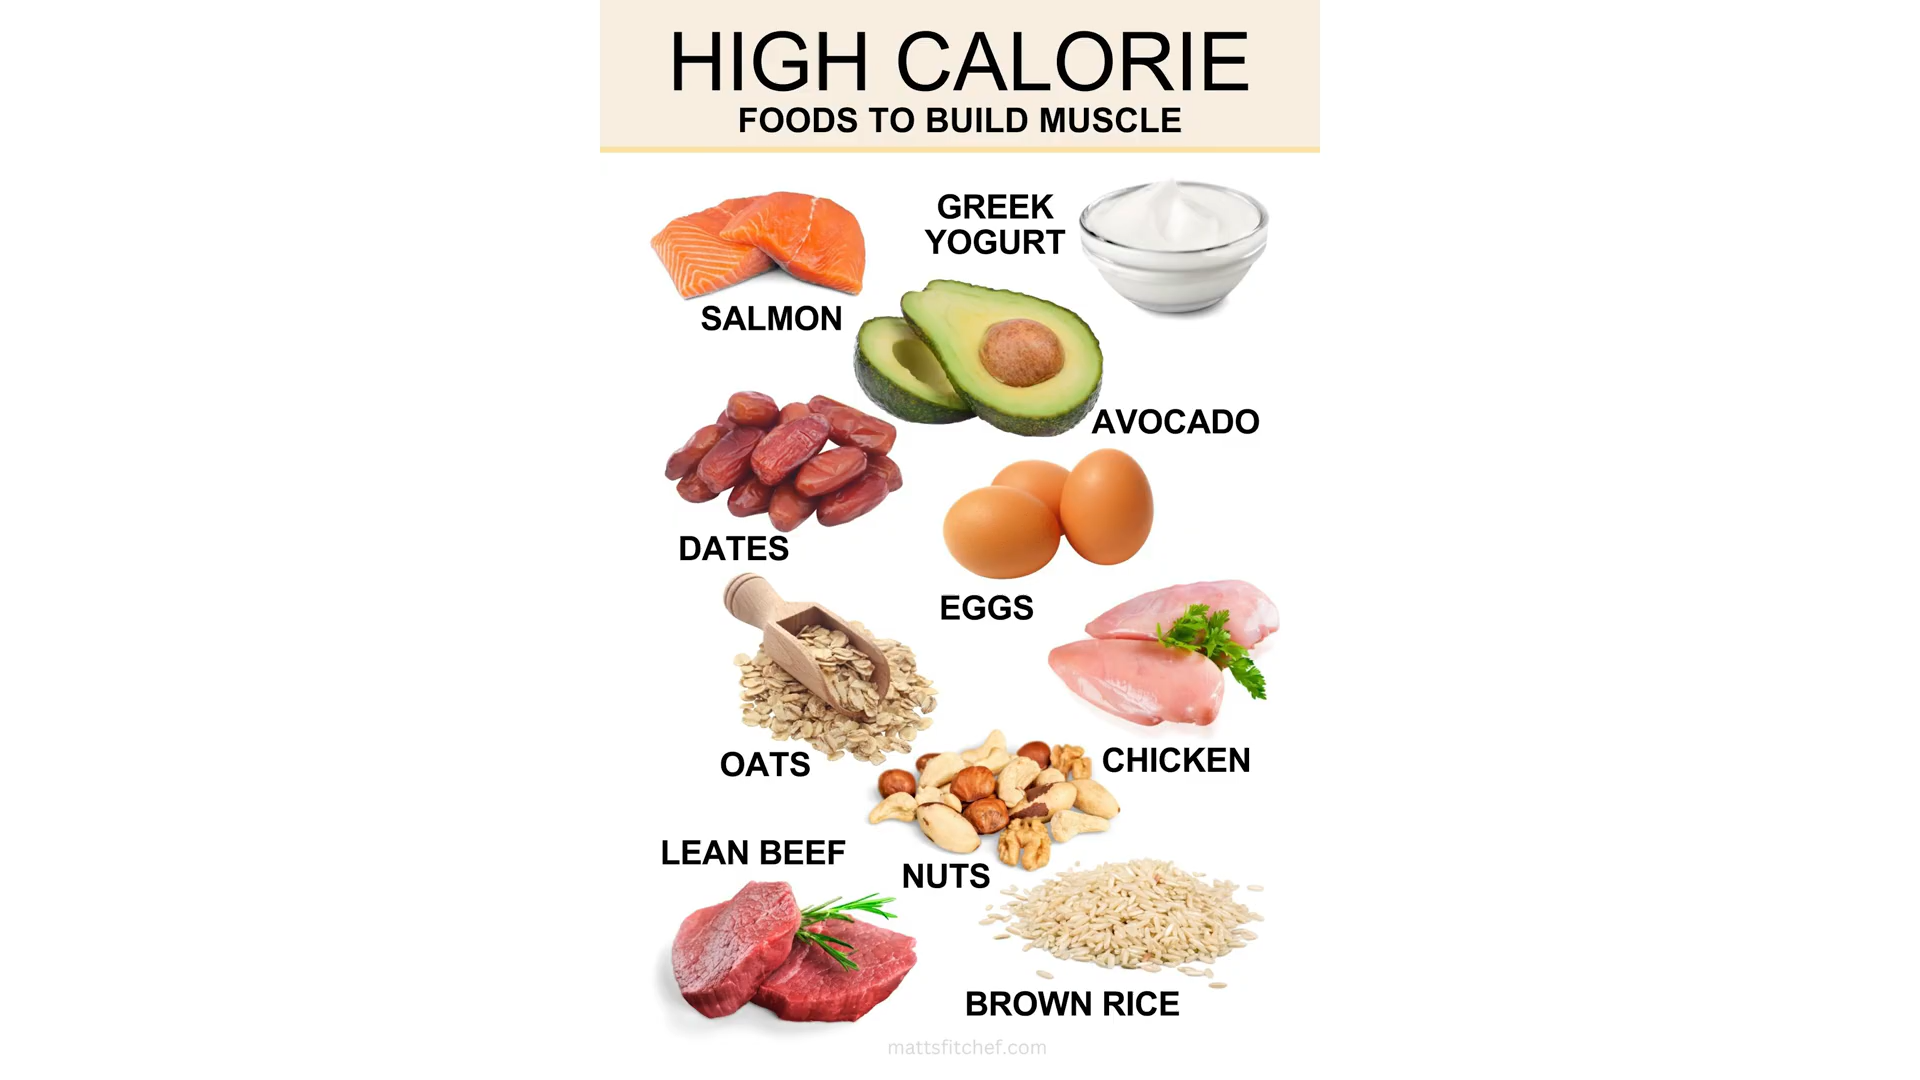 HIGH CALORIE
FOODS TO BUILD MUSCLE
GREEK
YOGURT
SALMON
AVOCADO
DATES
EGGS
OATS
CHICKEN
LEAN BEEF
NUTS
BROWN RICE
mattsfitchef.com